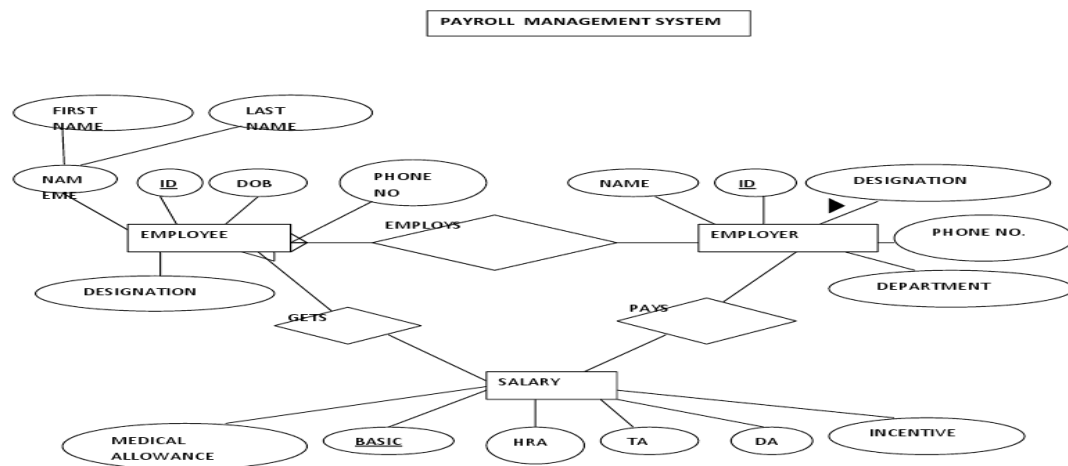 PAYROLL MANAGEMENT SYSTEM
FIRST
NAME
LAST
NAME
NAM
EME
ID
DOB
PHONE
NO
NAME
ID
DESIGNATION
EMPLOYEE
EMPLOYS
EMPLOYER
PHONE NO.
DESIGNATION
DEPARTMENT
GETS
PAYS
SALARY
MEDICAL
ALLOWANCE
BASIC
HRA
TA
DA
INCENTIVE